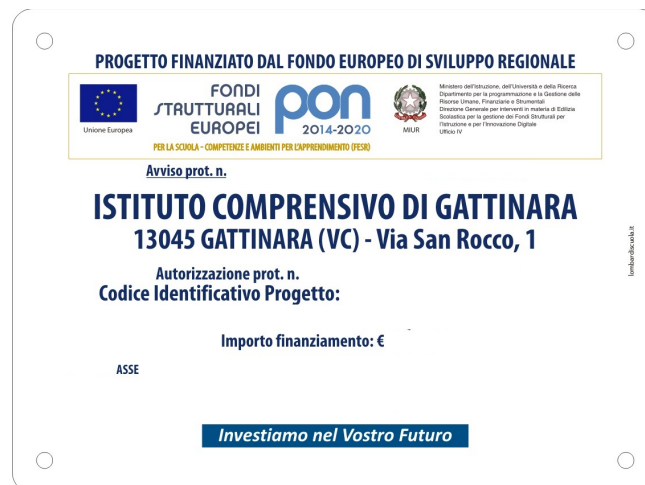 PROGETTO FINANZIATO DAL FONDO EUROPEO DI SVILUPPO REGIONALE
Unione Europea
FONDI
STRUTTURALI
EUROPEI
pon
2014-2020
PER LA SCUOLA - COMPETENZE E AMBIENTI PER L'APPRENDIMENTO (FESR)
MIUR
Ministero dell'Istruzione, dell'Università e della Ricerca
Dipartimento per la programmazione e la Gestione delle
Risorse Umane, Finanziarie e Strumentali
Direzione Generale per interventi in materia di Edilizia
Scolastica per la gestione dei Fondi Strutturali per
l'Istruzione e per l'Innovazione Digitale
Ufficio IV
Avviso prot. n.
ISTITUTO COMPRENSIVO DI GATTINARA
13045 GATTINARA (VC) - Via San Rocco, 1
Autorizzazione prot. n.
Codice Identificativo Progetto:
Importo finanziamento: €
ASSE
Investiamo nel Vostro Futuro
lombardiscuola.it